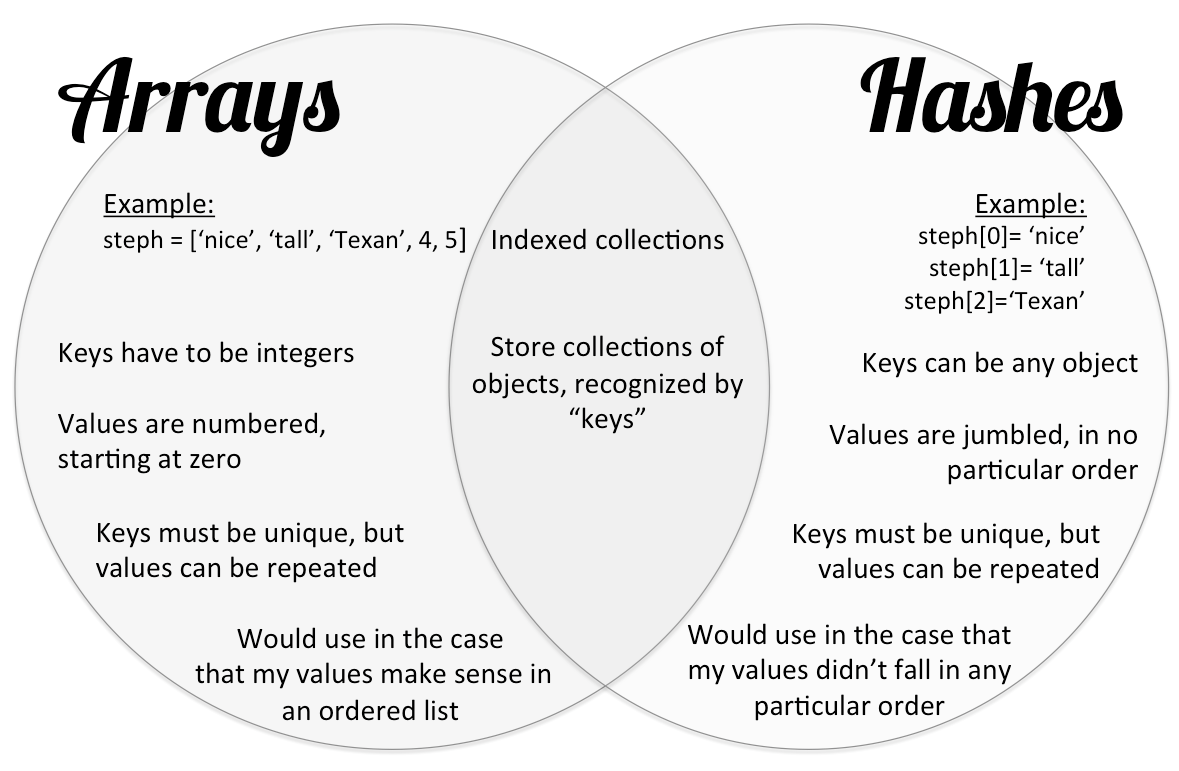 Arrays
Hashes
Example:
steph = [‘nice’, ‘tall’, ‘Texan’, 4, 5]
Keys have to be integers
Values are numbered,
starting at zero
Keys must be unique, but
values can be repeated
Would use in the case
that my values make sense in
an ordered list
Indexed collections
Store collections of
objects, recognized by
“keys”
Example:
steph[0]= ‘nice’
steph[1]= ‘tall’
steph[2]=‘Texan’
Keys can be any object
Values are jumbled, in no
particular order
Keys must be unique, but
values can be repeated
Would use in the case that
my values didn’t fall in any
particular order